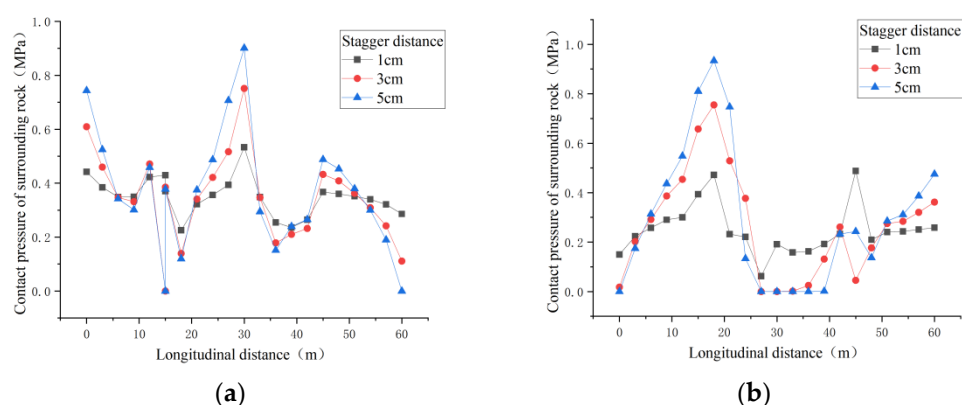 Contact pressure of surrounding rock（MPa）
1.0
0.8
0.6
0.4
0.2
0.0
Stagger distance
1cm
3cm
5cm
0
10
20
30
40
50
60
Longitudinal distance（m）
(a)
Contact pressure of surrounding rock（MPa）
1.0
0.8
0.6
0.4
0.2
0.0
Stagger distance
1cm
3cm
5cm
0
10
20
30
40
50
60
Longitudinal distance（m）
(b)